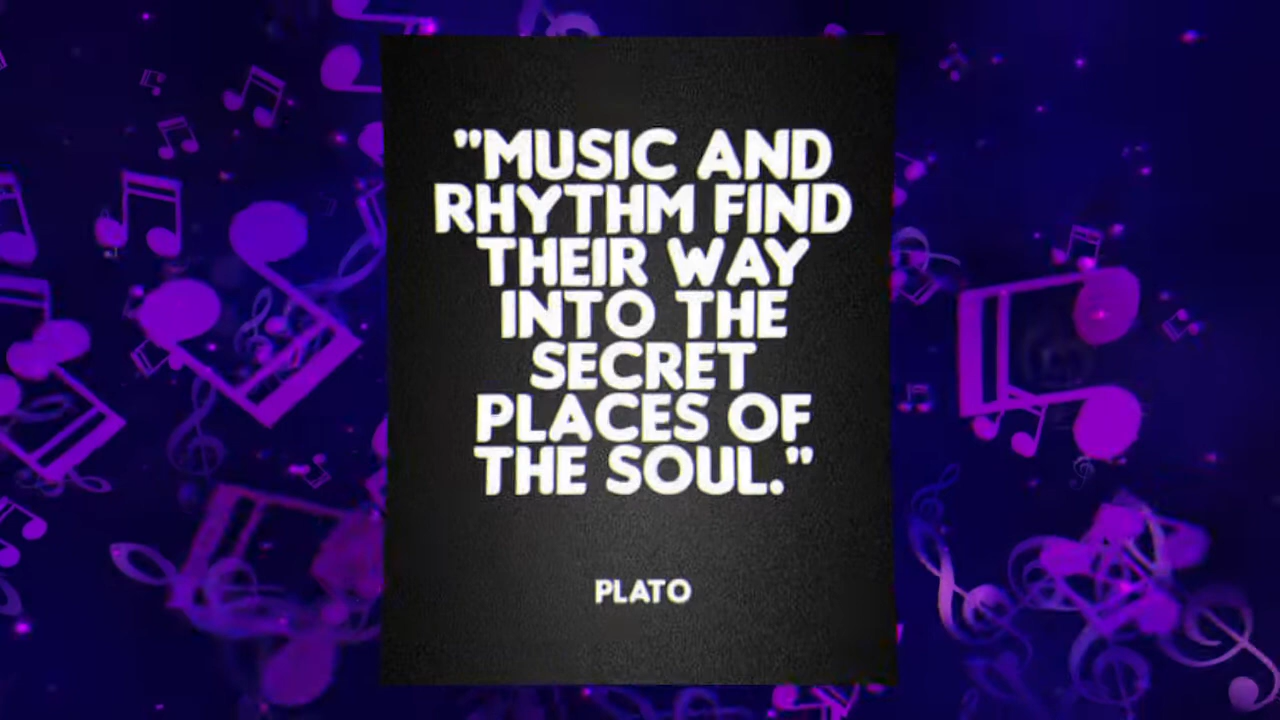 "MUSIC AND
RHYTHM FIND
THEIR WAY
INTO THE
SECRET
PLACES OF
THE SOUL."
PLATO